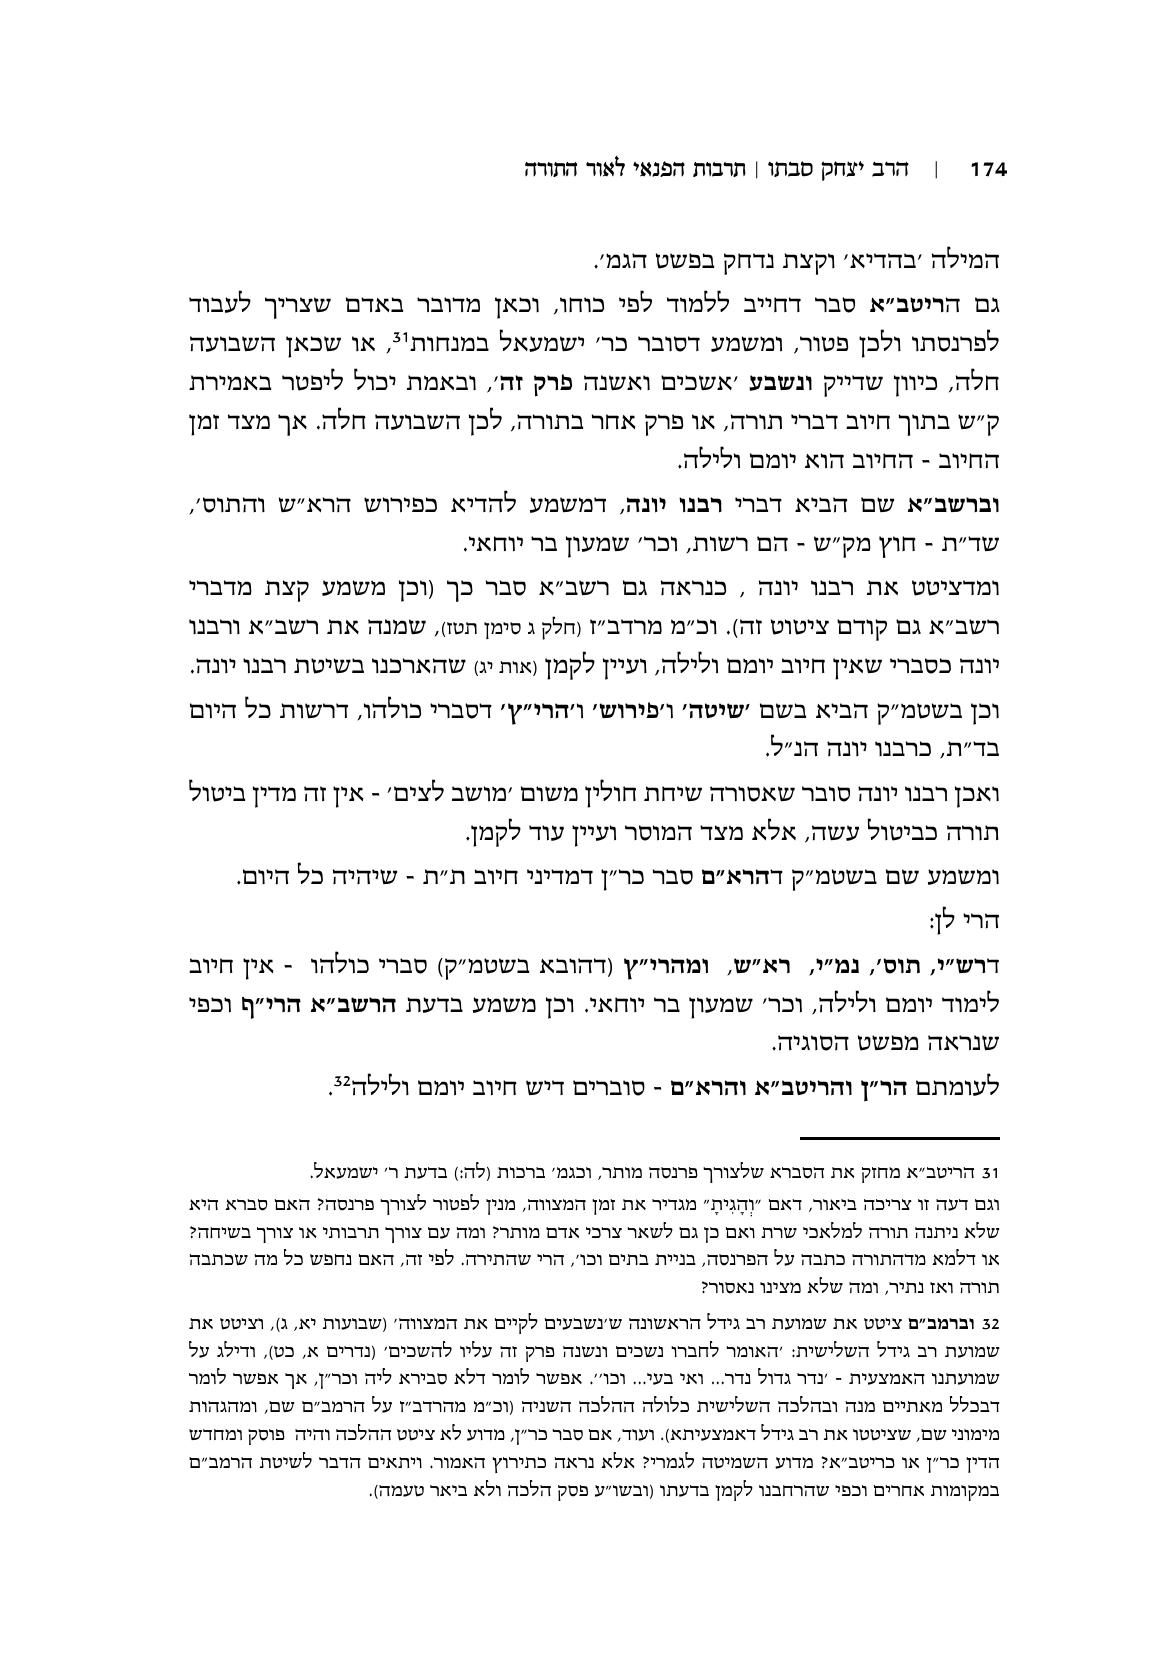 174 | הרב יצחק סבתו | תרבות הפנאי לאור התורה
המילה ׳בהדיא׳ וקצת נדחק בפשט הגמ׳.
גם הריטב״א סבר דחייב ללמוד לפי כוחו, וכאן מדובר באדם שצריך לעבוד
לפרנסתו ולכן פטור, ומשמע דסובר כר׳ ישמעאל במנחות31, או שכאן השבועה
חלה, כיוון שדייק ונשבע ׳אשכים ואשנה פרק זה׳, ובאמת יכול ליפטר באמירת
ק״ש בתוך חיוב דברי תורה, או פרק אחר בתורה, לכן השבועה חלה. אך מצד זמן
החיוב - החיוב הוא יומם ולילה.
וברשב״א שם הביא דברי רבנו יונה, דמשמע להדיא כפירוש הרא״ש והתוס׳,
שד״ת - חוץ מק״ש - הם רשות, וכר׳ שמעון בר יוחאי.
ומדציטט את רבנו יונה , כנראה גם רשב״א סבר כך (וכן משמע קצת מדברי
רשב״א גם קודם ציטוט זה). וכ״מ מרדב״ז (חלק ג סימן תטז), שמנה את רשב״א ורבנו
יונה כסברי שאין חיוב יומם ולילה, ועיין לקמן (אות יג) שהארכנו בשיטת רבנו יונה.
וכן בשטמ״ק הביא בשם ׳שיטה׳ ו׳פירוש׳ ו׳הרי״ץ׳ דסברי כולהו, דרשות כל היום
בד״ת, כרבנו יונה הנ״ל.
ואכן רבנו יונה סובר שאסורה שיחת חולין משום ׳מושב לצים׳ - אין זה מדין ביטול
תורה כביטול עשה, אלא מצד המוסר ועיין עוד לקמן.
ומשמע שם בשטמ״ק דהרא״ם סבר כר״ן דמדיני חיוב ת״ת - שיהיה כל היום.
הרי לן:
דרש״י, תוס׳, נמ״י, רא״ש, ומהרי״ץ (דהובא בשטמ״ק) סברי כולהו - אין חיוב
לימוד יומם ולילה, וכר׳ שמעון בר יוחאי. וכן משמע בדעת הרשב״א הרי״ף וכפי
שנראה מפשט הסוגיה.
לעומתם הר״ן והריטב״א והרא״ם - סוברים דיש חיוב יומם ולילה32.
31 הריטב״א מחזק את הסברא שלצורך פרנסה מותר, וכגמ׳ ברכות (לה:) בדעת ר׳ ישמעאל.
וגם דעה זו צריכה ביאור, דאם ״וְהָגִיתָ״ מגדיר את זמן המצווה, מנין לפטור לצורך פרנסה? האם סברא היא
שלא ניתנה תורה למלאכי שרת ואם כן גם לשאר צרכי אדם מותר? ומה עם צורך תרבותי או צורך בשיחה?
או דלמא מדהתורה כתבה על הפרנסה, בניית בתים וכו׳, הרי שהתירה. לפי זה, האם נחפש כל מה שכתבה
תורה ואז נתיר, ומה שלא מצינו נאסור?
32 וברמב״ם ציטט את שמועת רב גידל הראשונה ש׳נשבעים לקיים את המצווה׳ (שבועות יא, ג), וציטט את
שמועת רב גידל השלישית: ׳האומר לחברו נשכים ונשנה פרק זה עליו להשכים׳ (נדרים א, כט), ודילג על
שמועתנו האמצעית - ׳נדר גדול נדר... ואי בעי... וכו׳׳. אפשר לומר דלא סבירא ליה וכר״ן, אך אפשר לומר
דבכלל מאתיים מנה ובהלכה השלישית כלולה ההלכה השניה (וכ״מ מהרדב״ז על הרמב״ם שם, ומהגהות
מימוני שם, שציטטו את רב גידל דאמצעיתא). ועוד, אם סבר כר״ן, מדוע לא ציטט ההלכה והיה פוסק ומחדש
הדין כר״ן או כריטב״א? מדוע השמיטה לגמרי? אלא נראה כתירוץ האמור. ויתאים הדבר לשיטת הרמב״ם
במקומות אחרים וכפי שהרחבנו לקמן בדעתו (ובשו״ע פסק הלכה ולא ביאר טעמה).